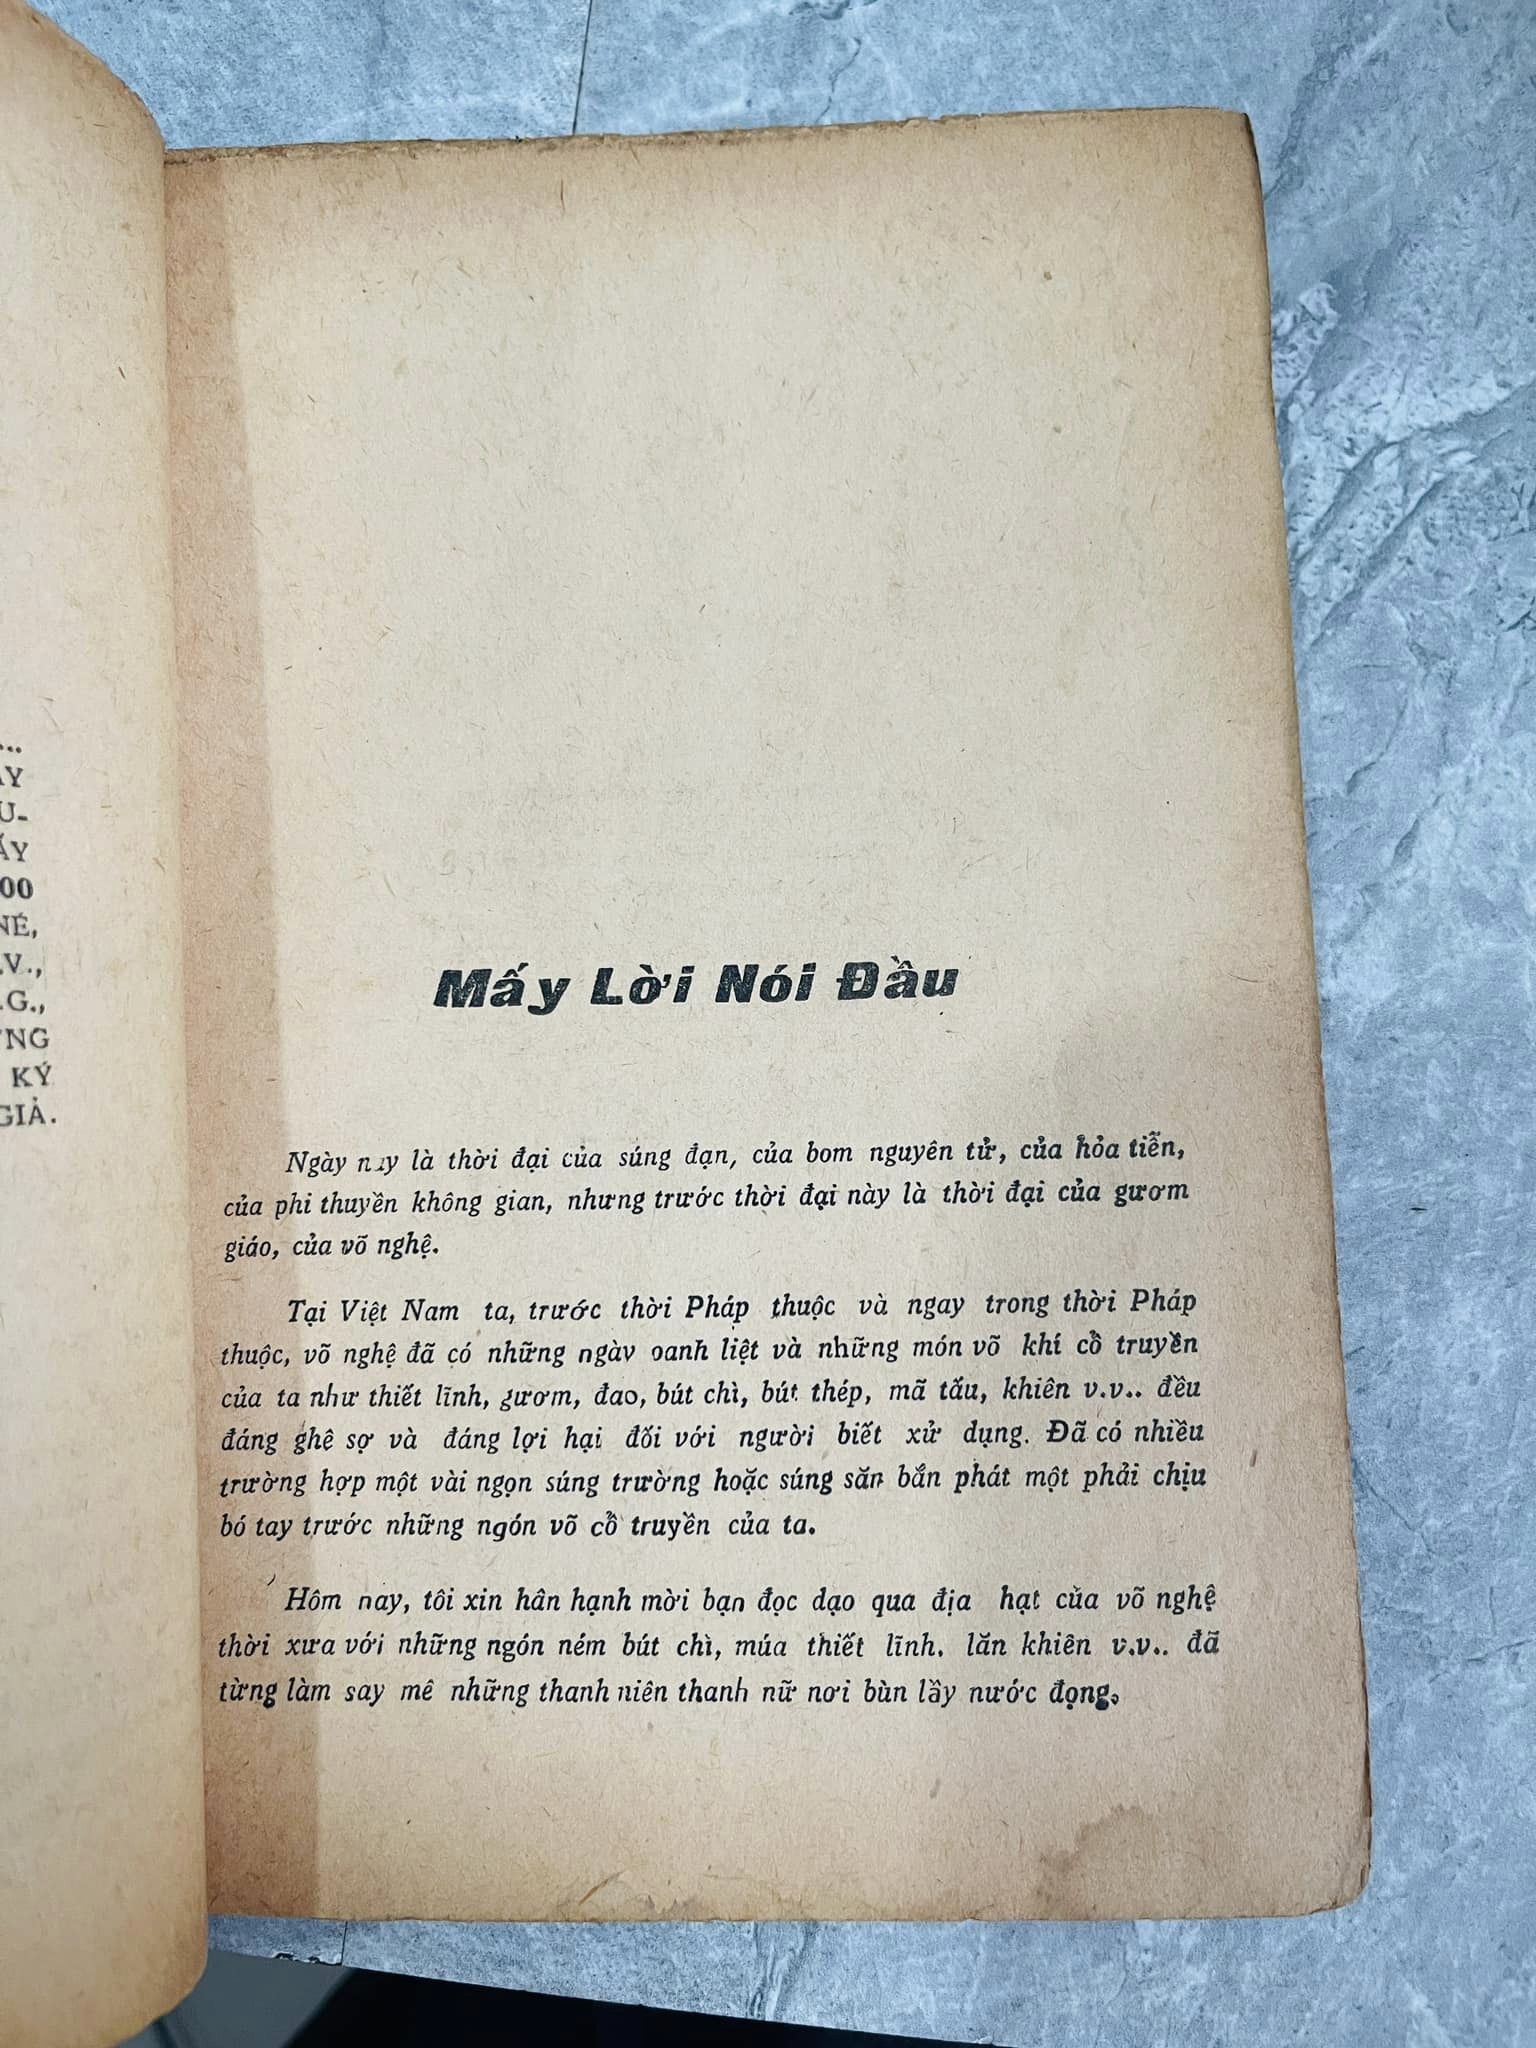 ...
ẤY
00
NÉ,
.V.,
.G.,
KÝ
GIẢ.
Mấy Lời Nói Đầu
Ngày nay là thời đại của súng đạn, của bom nguyên tử, của hỏa tiễn,
của phi thuyền không gian, nhưng trước thời đại này là thời đại của gươm
giáo, của võ nghệ.
Tại Việt Nam ta, trước thời Pháp thuộc và ngay trong thời Pháp
thuộc, võ nghệ đã có những ngày oanh liệt và những món võ khí cổ truyền
của ta như thiết lĩnh, gươm, đao, bút chì, bút thép, mã tấu, khiên v.v.. đều
đáng ghê sợ và đáng lợi hại đối với người biết xử dụng. Đã có nhiều
trường hợp một vài ngọn súng trường hoặc súng săn bắn phát một phải chịu
bó tay trước những ngón võ cổ truyền của ta.
Hôm nay, tôi xin hân hạnh mời bạn đọc dạo qua địa hạt của võ nghệ
thời xưa với những ngón ném bút chì, múa thiết lĩnh. lăn khiên v.v.. đã
từng làm say mê những thanh niên thanh nữ nơi bùn lầy nước đọng.